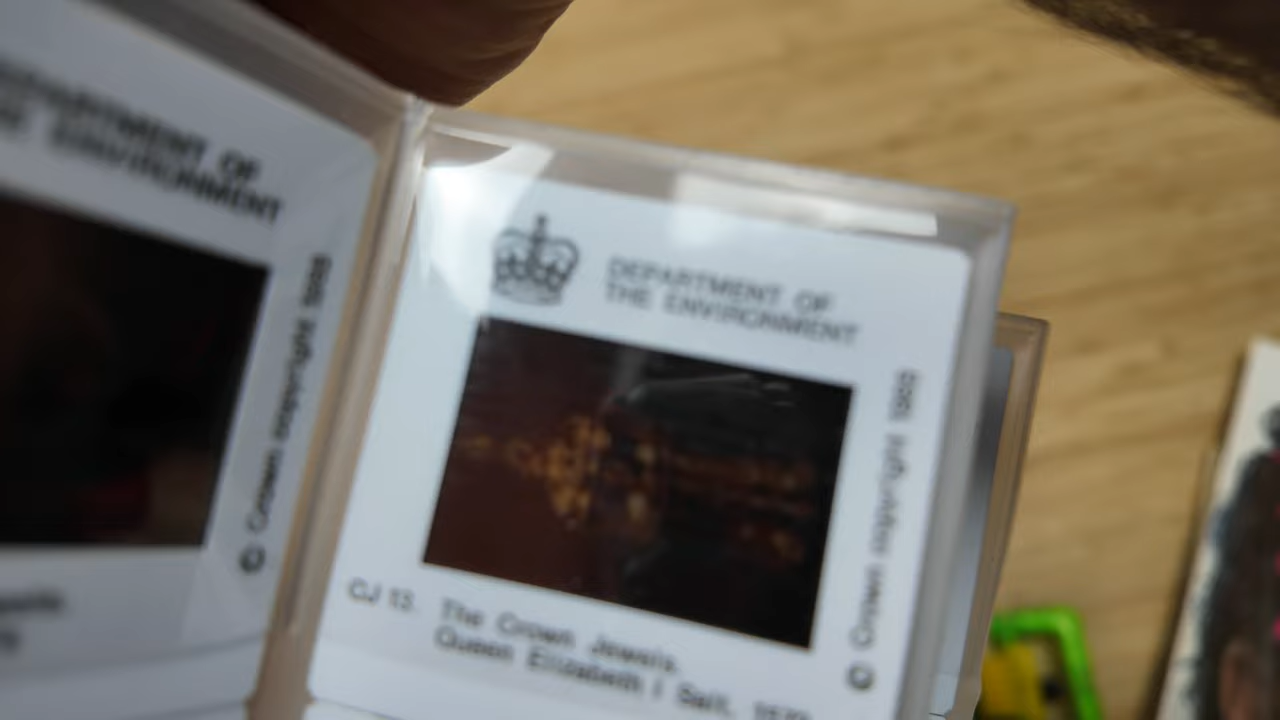 DEPARTMENT OF
THE ENVIRONMENT
© Crown copyright
CJ 13. The Crown Jewels.
Queen Elizabeth I Salt,
DEPARTMENT OF
THE ENVIRONMENT
© Crown copyright